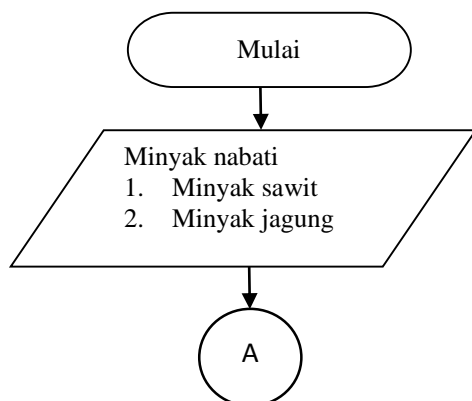 Mulai
Minyak nabati
1. Minyak sawit
2. Minyak jagung
A